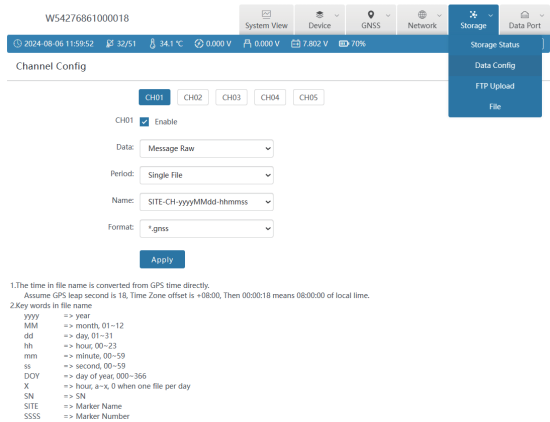 W54276861000018
System View
Device
GNSS
Network
Storage
Data Port
2024-08-06 11:59:52 32/51 34.1 ℃ 0.000 V 0.000 V 7.802 V 70%
Storage Status
Data Config
FTP Upload
File
Channel Config
CH01 CH02 CH03 CH04 CH05
CH01 Enable
Data: Message Raw
Period: Single File
Name: SITE-CH-yyyyMMdd-hhmmss
Format: *.gnss
Apply
1.The time in file name is converted from GPS time directly.
Assume GPS leap second is 18, Time Zone offset is +08:00, Then 00:00:18 means 08:00:00 of local lime.
2.Key words in file name
yyyy => year
MM => month, 01~12
dd => day, 01~31
hh => hour, 00~23
mm => minute, 00~59
ss => second, 00~59
DOY => day of year, 000~366
X => hour, a~x, 0 when one file per day
SN => SN
SITE => Marker Name
SSSS => Marker Number